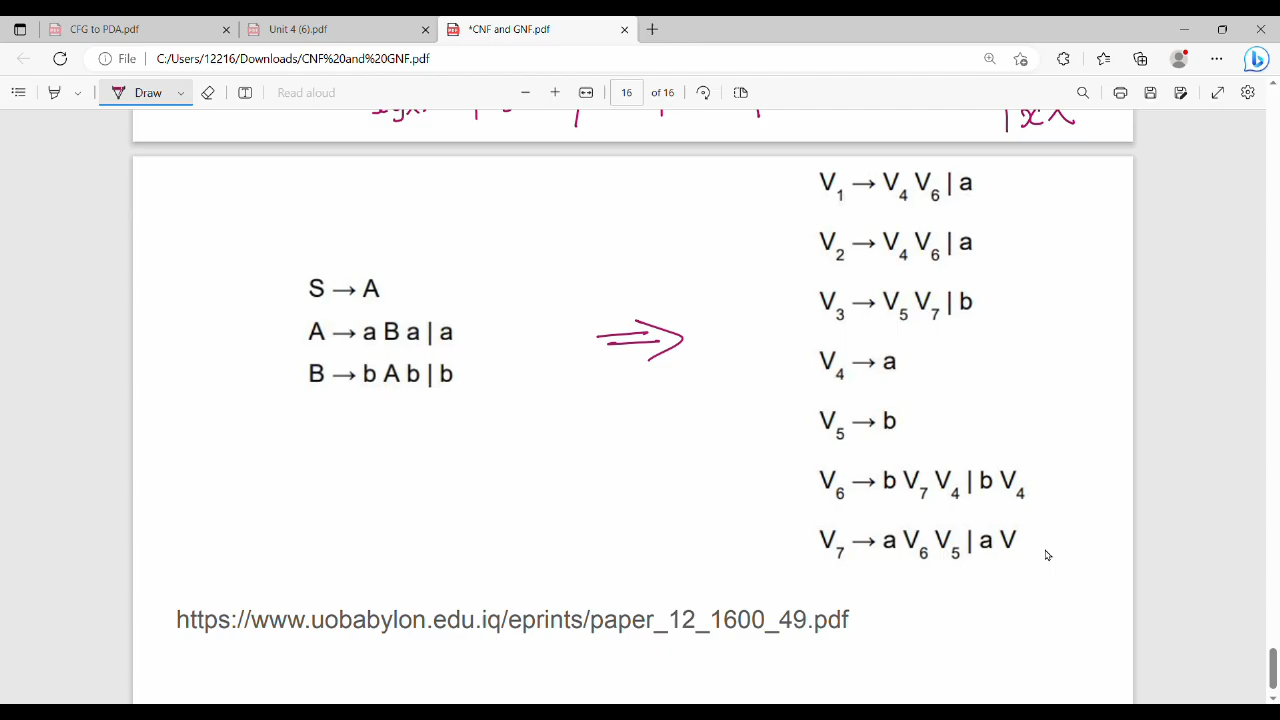 CFG to PDA.pdf
Unit 4 (6).pdf
*CNF and GNF.pdf
File
C:/Users/12216/Downloads/CNF%20and%20GNF.pdf
Draw
Read aloud
16 of 16
V₁ → V₄ V₆ | a
V₂ → V₄ V₆ | a
S → A
V₃ → V₅ V₇ | b
A → a B a | a
V₄ → a
B → b A b | b
V₅ → b
V₆ → b V₇ V₄ | b V₄
V₇ → a V₆ V₅ | a V
https://www.uobabylon.edu.iq/eprints/paper_12_1600_49.pdf